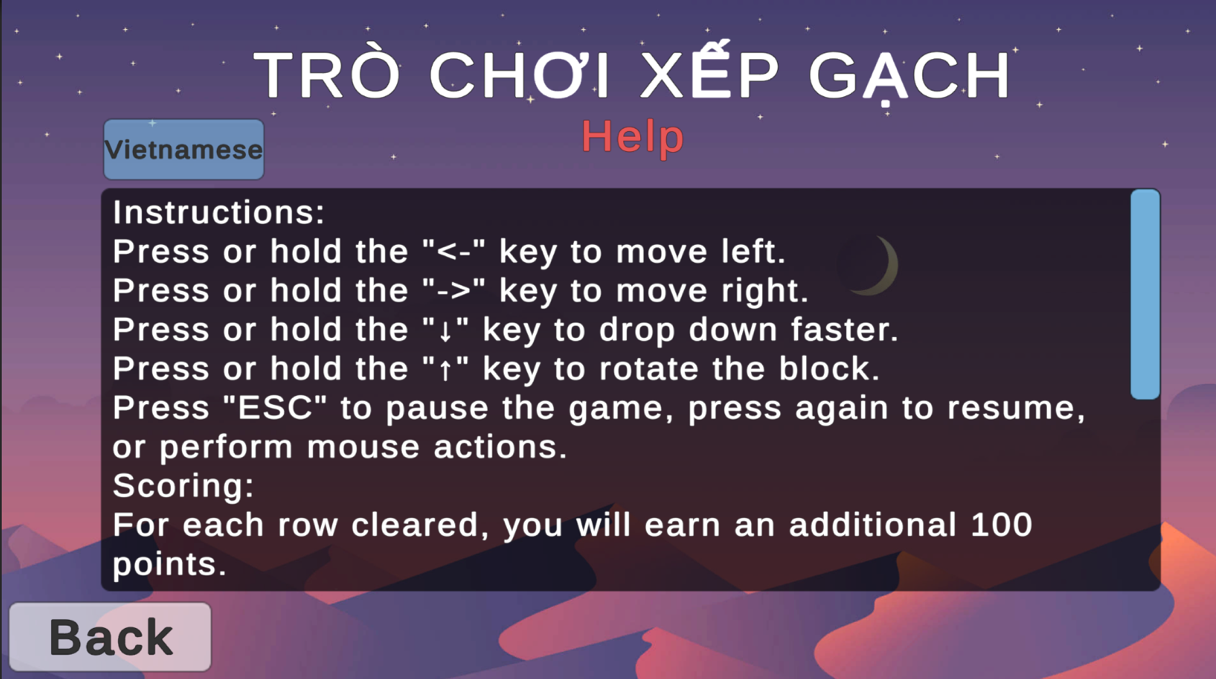 TRÒ CHƠI XẾP GẠCH
Help
Vietnamese
Instructions:
Press or hold the "<-" key to move left.
Press or hold the "->" key to move right.
Press or hold the "↓" key to drop down faster.
Press or hold the "↑" key to rotate the block.
Press "ESC" to pause the game, press again to resume,
or perform mouse actions.
Scoring:
For each row cleared, you will earn an additional 100
points.
Back